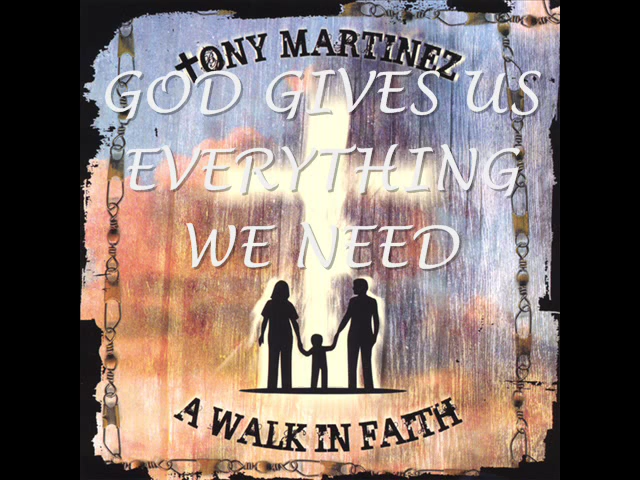 TONY MARTINEZ
GOD GIVES US
EVERYTHING
WE NEED
A WALK IN FAITH